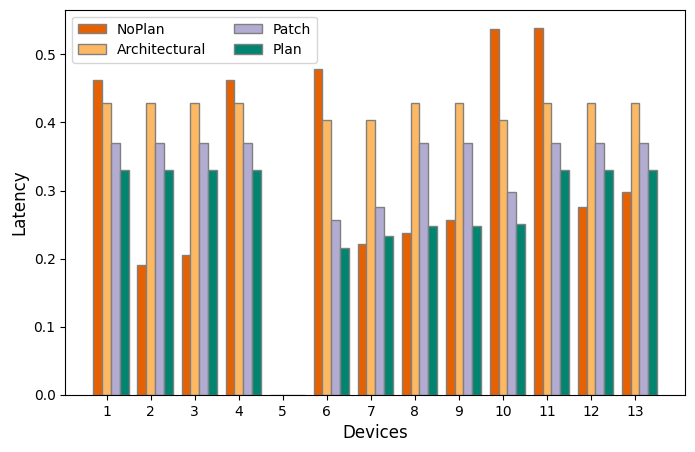 NoPlan
Architectural
Patch
Plan
Latency
0.5
0.4
0.3
0.2
0.1
0.0
1 2 3 4 5 6 7 8 9 10 11 12 13
Devices